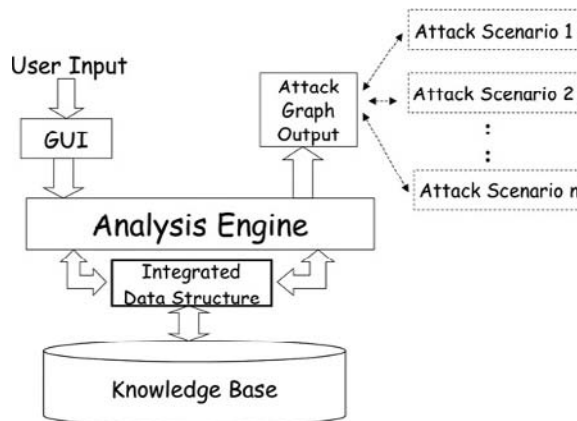 User Input
GUI
Attack
Graph
Output
Attack Scenario 1
Attack Scenario 2
:
:
Attack Scenario n
Analysis Engine
Integrated
Data Structure
Knowledge Base